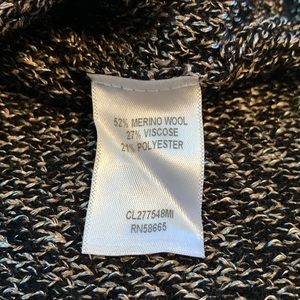 52% MERINO WOOL
27% VISCOSE
21% POLYESTER
CL277548MI
RN58665